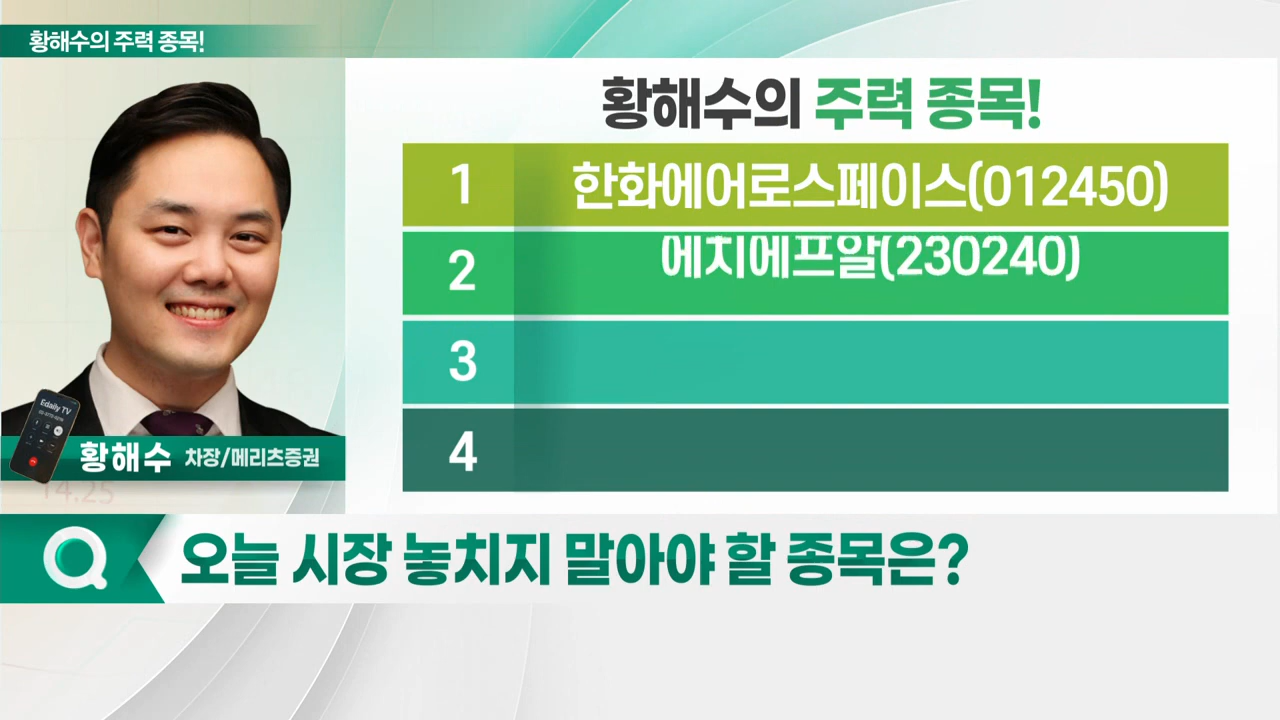 황해수의 주력 종목!
황해수의 주력 종목!
1 한화에어로스페이스(012450)
2 에치에프알(230240)
3
4
Edaily TV
황해수 차장/메리츠증권
14.25
Q 오늘 시장 놓치지 말아야 할 종목은?